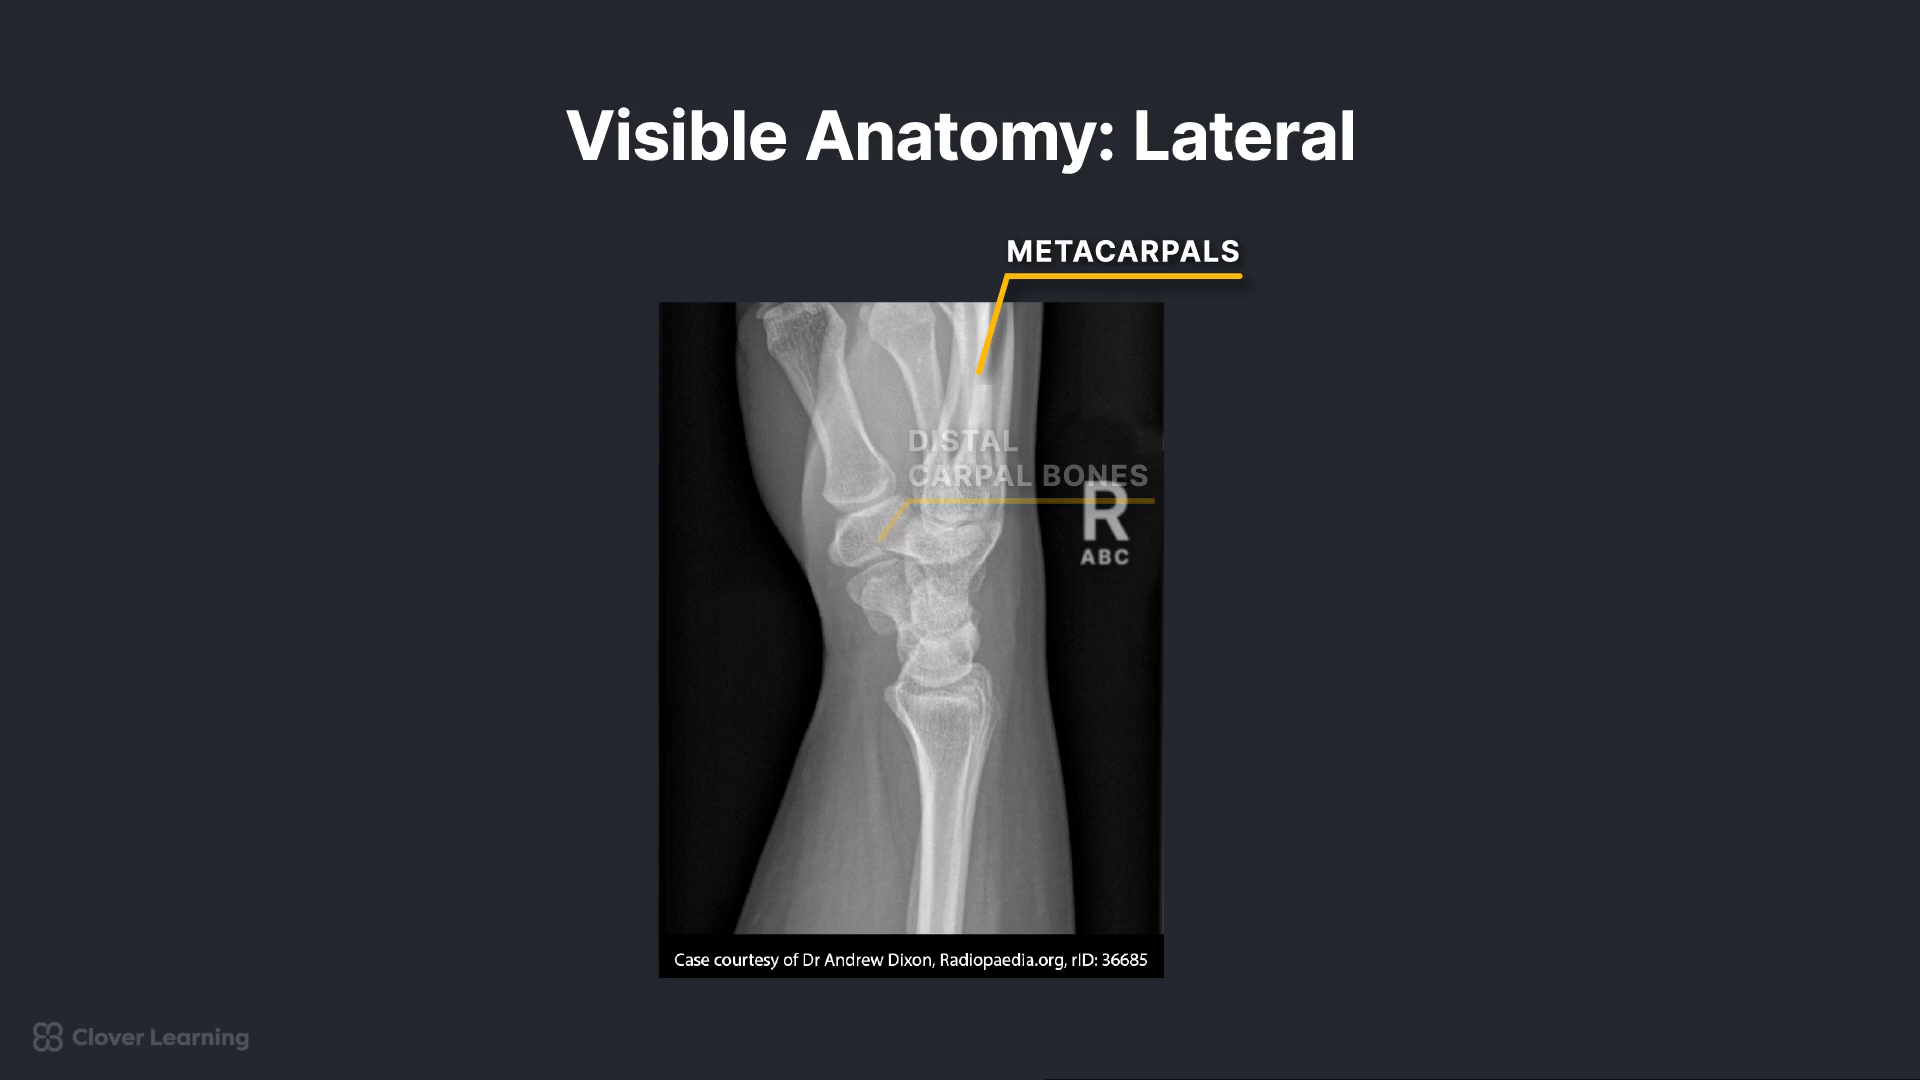 Visible Anatomy: Lateral
METACARPALS
DISTAL
CARPAL BONES
R
ABC
Case courtesy of Dr Andrew Dixon, Radiopaedia.org, rID: 36685
Clover Learning